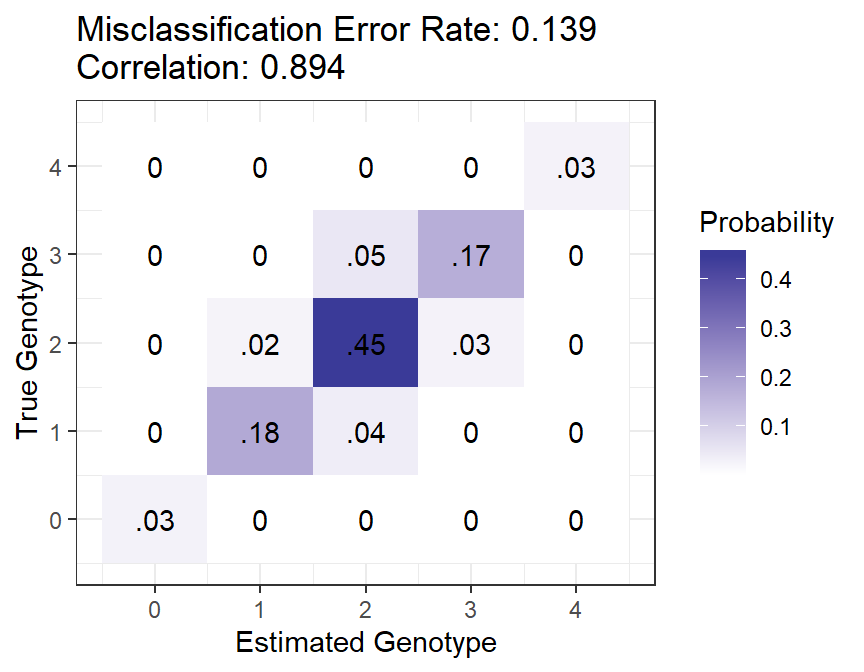 Misclassification Error Rate: 0.139
Correlation: 0.894
True Genotype
4 0 0 0 0 .03
3 0 0 .05 .17 0
2 0 .02 .45 .03 0
1 0 .18 .04 0 0
0 .03 0 0 0 0
0 1 2 3 4
Estimated Genotype
Probability
0.4
0.3
0.2
0.1